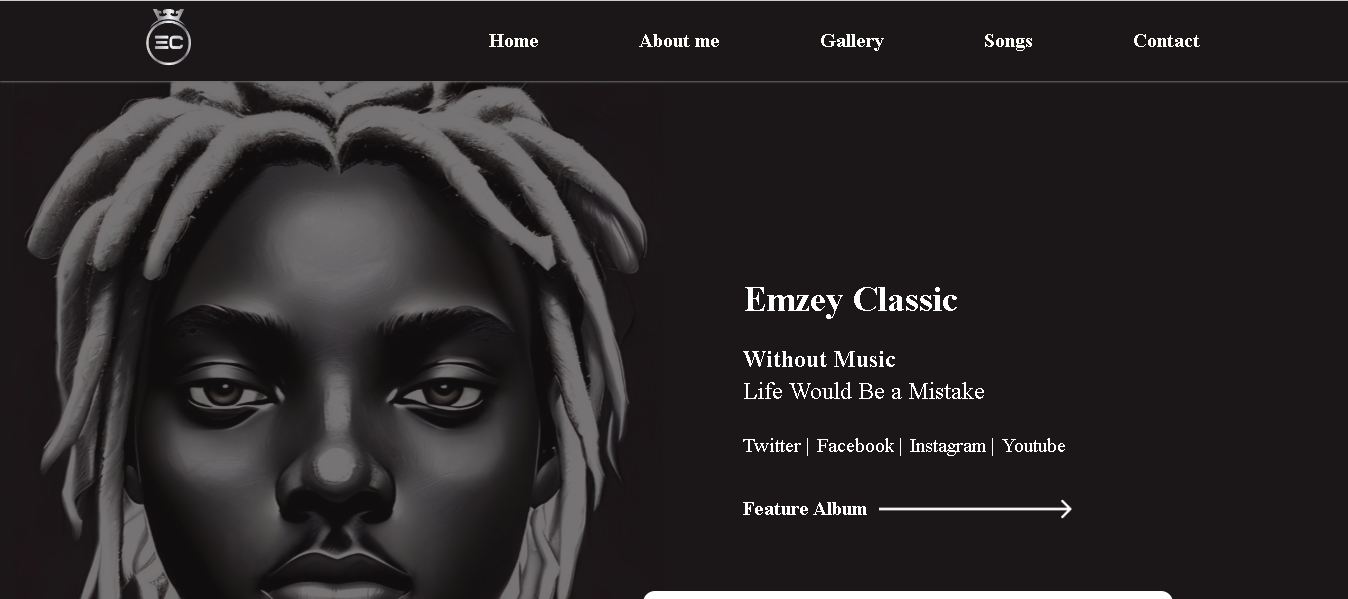 EC
Home
About me
Gallery
Songs
Contact
Emzey Classic
Without Music
Life Would Be a Mistake
Twitter | Facebook | Instagram | Youtube
Feature Album